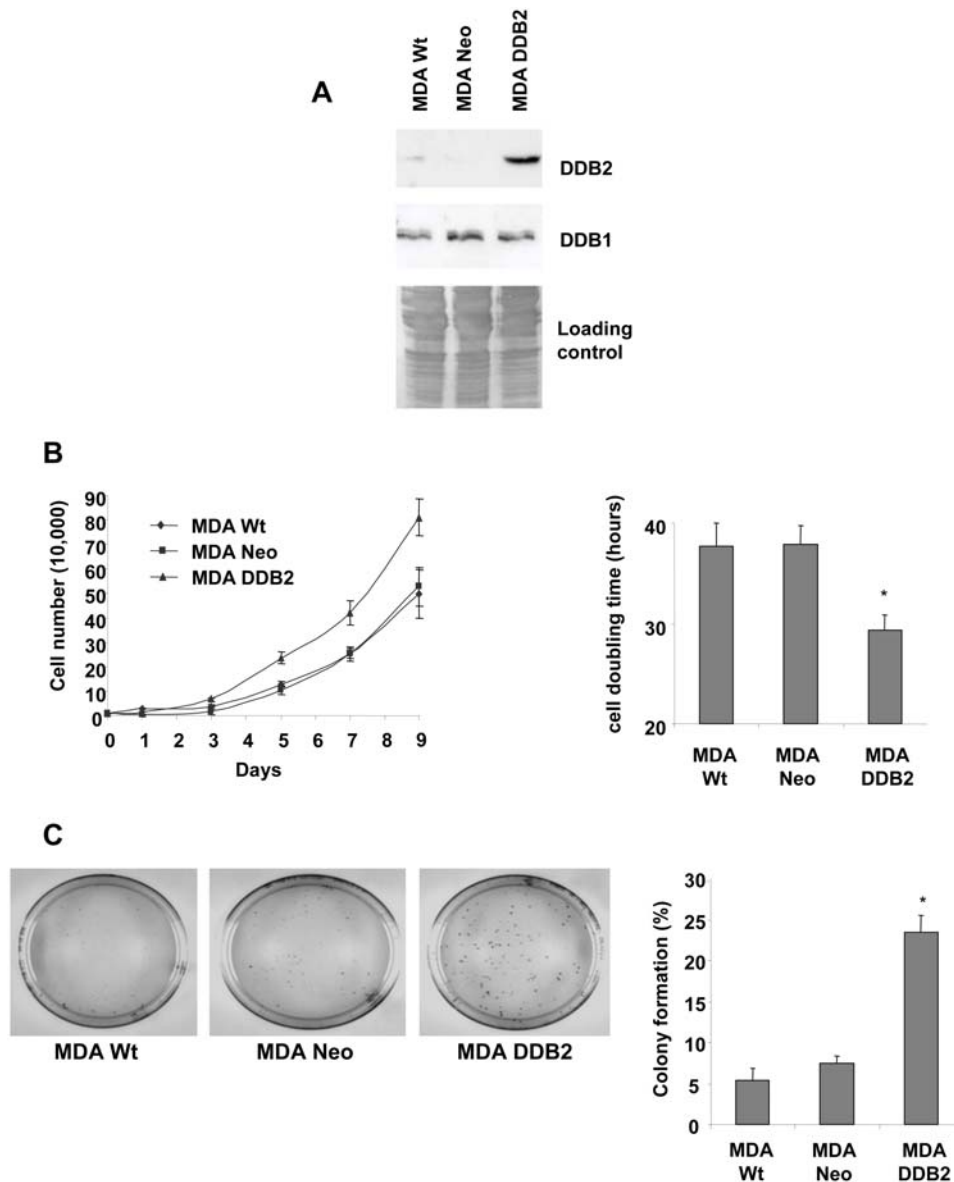 A
MDA Wt
MDA Neo
MDA DDB2
DDB2
DDB1
Loading
control
B
Cell number (10,000)
90
80
70
60
50
40
30
20
10
0
MDA Wt
MDA Neo
MDA DDB2
0 1 2 3 4 5 6 7 8 9
Days
cell doubling time (hours)
40
30
20
*
MDA
Wt
MDA
Neo
MDA
DDB2
C
MDA Wt
MDA Neo
MDA DDB2
Colony formation (%)
30
25
20
15
10
5
0
*
MDA
Wt
MDA
Neo
MDA
DDB2